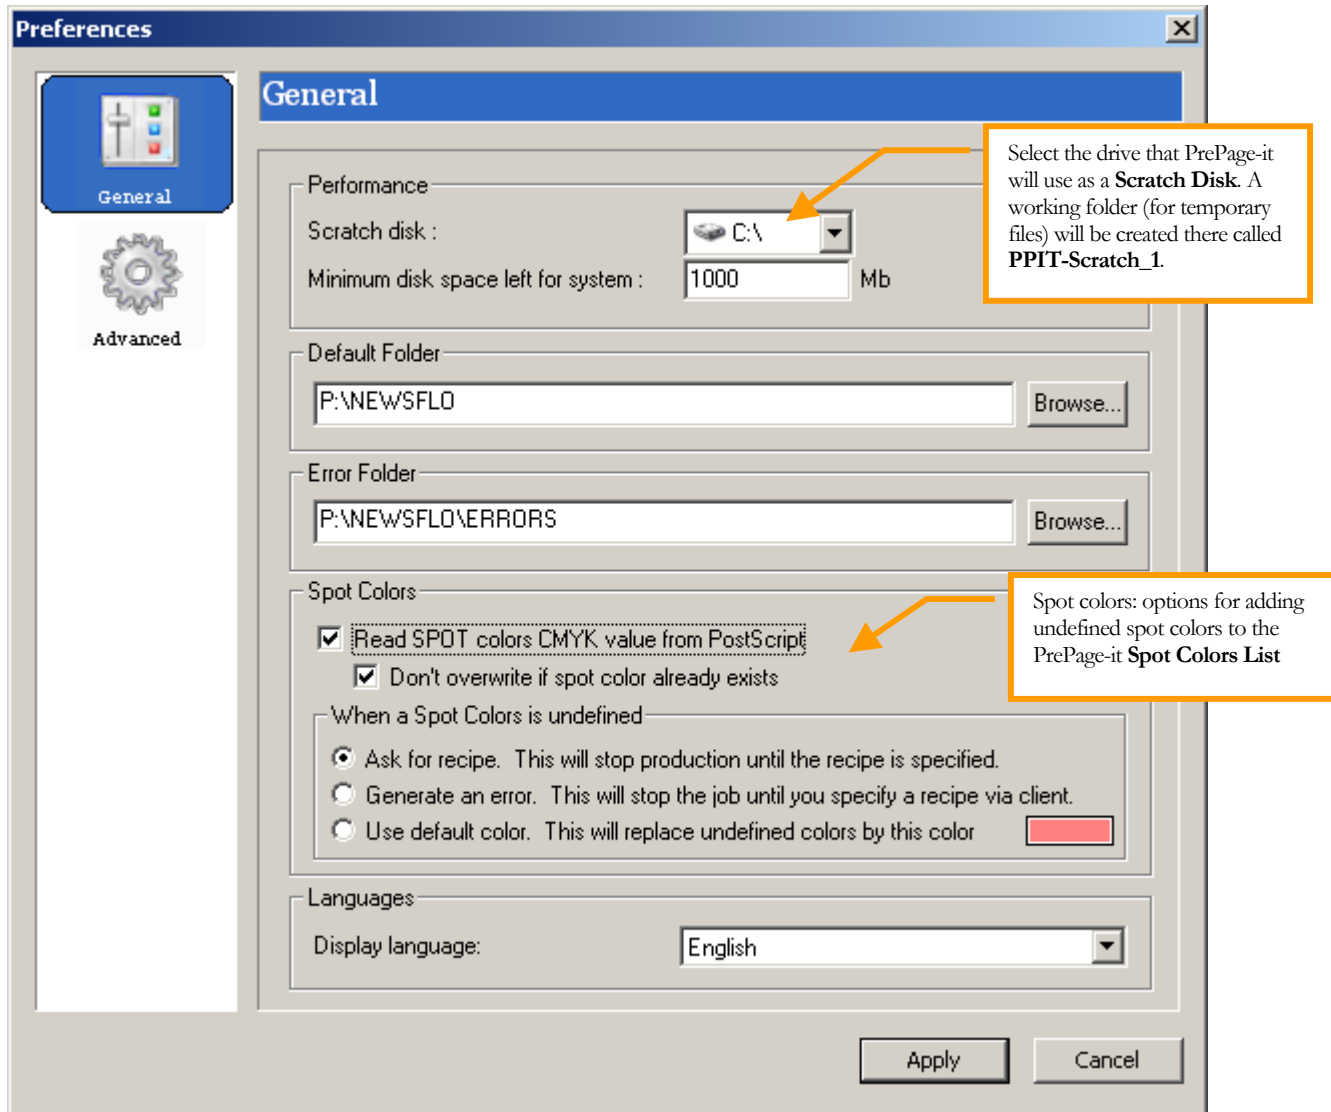 Preferences
General
Advanced
General
Performance
Scratch disk :
C:\
Minimum disk space left for system :
1000
Mb
Select the drive that PrePage-it
will use as a Scratch Disk. A
working folder (for temporary
files) will be created there called
PPIT-Scratch_1.
Default Folder
P:\NEWSFLO
Browse...
Error Folder
P:\NEWSFLO\ERRORS
Browse...
Spot Colors
Read SPOT colors CMYK value from PostScript
Don't overwrite if spot color already exists
Spot colors: options for adding
undefined spot colors to the
PrePage-it Spot Colors List
When a Spot Colors is undefined
Ask for recipe. This will stop production until the recipe is specified.
Generate an error. This will stop the job until you specify a recipe via client.
Use default color. This will replace undefined colors by this color
Languages
Display language:
English
Apply
Cancel